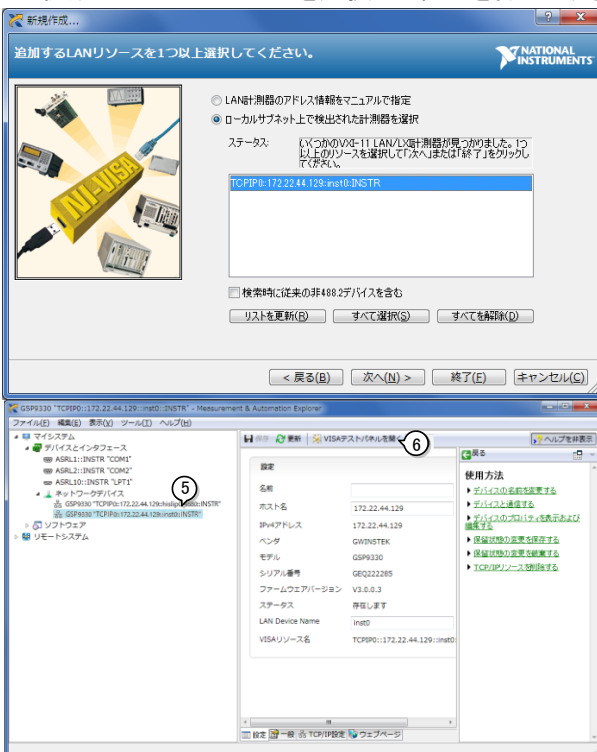 新規作成...
追加するLANリソースを1つ以上選択してください。
NATIONAL
INSTRUMENTS
LAN計測器のアドレス情報をマニュアルで指定
ローカルサブネット上で検出された計測器を選択
ステータス:
いくつかのVXI-11 LAN/LXI計測器が見つかりました。1つ
以上のリソースを選択して「次へ」または「終了」をクリックし
てください。
TCPIP0::172.22.44.129::inst0::INSTR
NI-VISA
検索時に従来の非488.2デバイスを含む
リストを更新(R)
すべて選択(S)
すべてを解除(D)
< 戻る(B)
次へ(N) >
終了(F)
キャンセル(C)
GSP9330 "TCPIP0::172.22.44.129::inst0::INSTR" - Measurement & Automation Explorer
ファイル(F) 編集(E) 表示(V) ツール(T) ヘルプ(H)
マイシステム
デバイスとインタフェース
ASRL1::INSTR "COM1"
ASRL2::INSTR "COM2"
ASRL10::INSTR "LPT1"
ネットワークデバイス
GSP9330 "TCPIP0::172.22.44.129::hislip
INSTR"
GSP9330 "TCPIP0::172.22.44.129::inst0::INSTR"
ソフトウェア
リモートシステム
5
保存 更新 VISAテストパネルを開く
6
ヘルプを非表示
設定
名前
ホスト名 172.22.44.129
IPv4アドレス 172.22.44.129
ベンダ GWINSTEK
モデル GSP9330
シリアル番号 GEQ222285
ファームウェアバージョン V3.0.0.3
ステータス 存在します
LAN Device Name inst0
VISAリソース名 TCPIP0::172.22.44.129::inst0:
設定 一般 TCP/IP設定 ウェブページ
戻る
使用方法
デバイスの名前を変更する
デバイスと通信する
デバイスのプロパティを表示および
編集する
保留状態の変更を保存する
保留状態の変更を破棄する
TCP/IPリソースを削除する